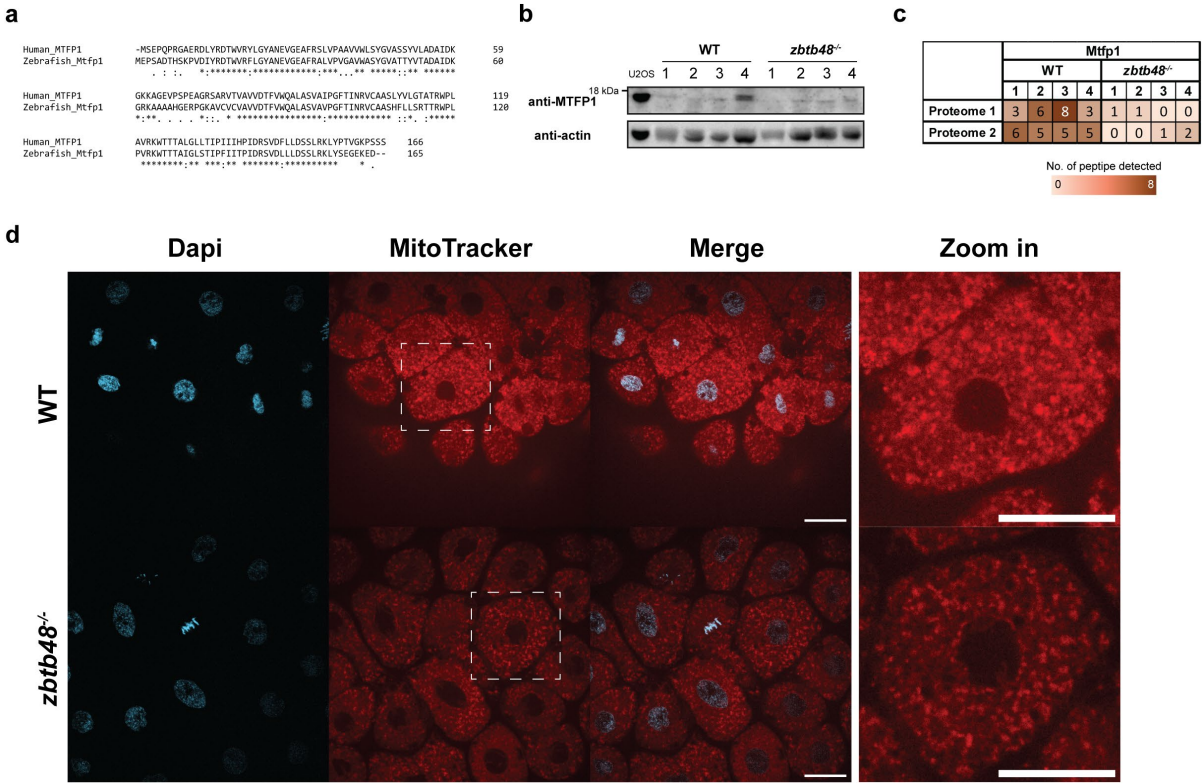 a
Human_MTFP1 -MSEPQPRGAERDLYRDTWVRYLGYANEVGEAFRSLVPAAVVWLSYGVASSYVLADAIDK 59
Zebrafish_Mtfp1 MEPSADTHSKPVDIYRDTWVRFLGYANEVGEAFRALVPVGAVWASYGVATTYVTADAIDK 60
Human_MTFP1 GKKAGEVPSPEAGRSARVTVAVVDTFVWQALASVAIPGFTINRVCAASLYVLGTATRWPL 119
Zebrafish_Mtfp1 GRKAAAAHGERPGKAVCVSRAVVDTFVWQALASVAIPGFTINRVCAASHFLLSRTTRWPL 120
Human_MTFP1 AVRKWTTTALGLLTIPIIIHPIDRSVDFLLDSSLRKLYPTVGKPSSS 166
Zebrafish_Mtfp1 PVRKWTTTAIGLSTIPFIITPIDRSVDLLLDSSLRKLYSEGEKED-- 165
b
WT zbtb48-/-
U2OS 1 2 3 4 1 2 3 4
18 kDa
anti-MTFP1
anti-actin
c
Mtfp1
WT zbtb48-/-
1 2 3 4 1 2 3 4
Proteome 1 3 6 8 3 1 1 0 0
Proteome 2 6 5 5 5 0 0 1 2
No. of peptipe detected
0 8
d
Dapi MitoTracker Merge Zoom in
WT
zbtb48-/-